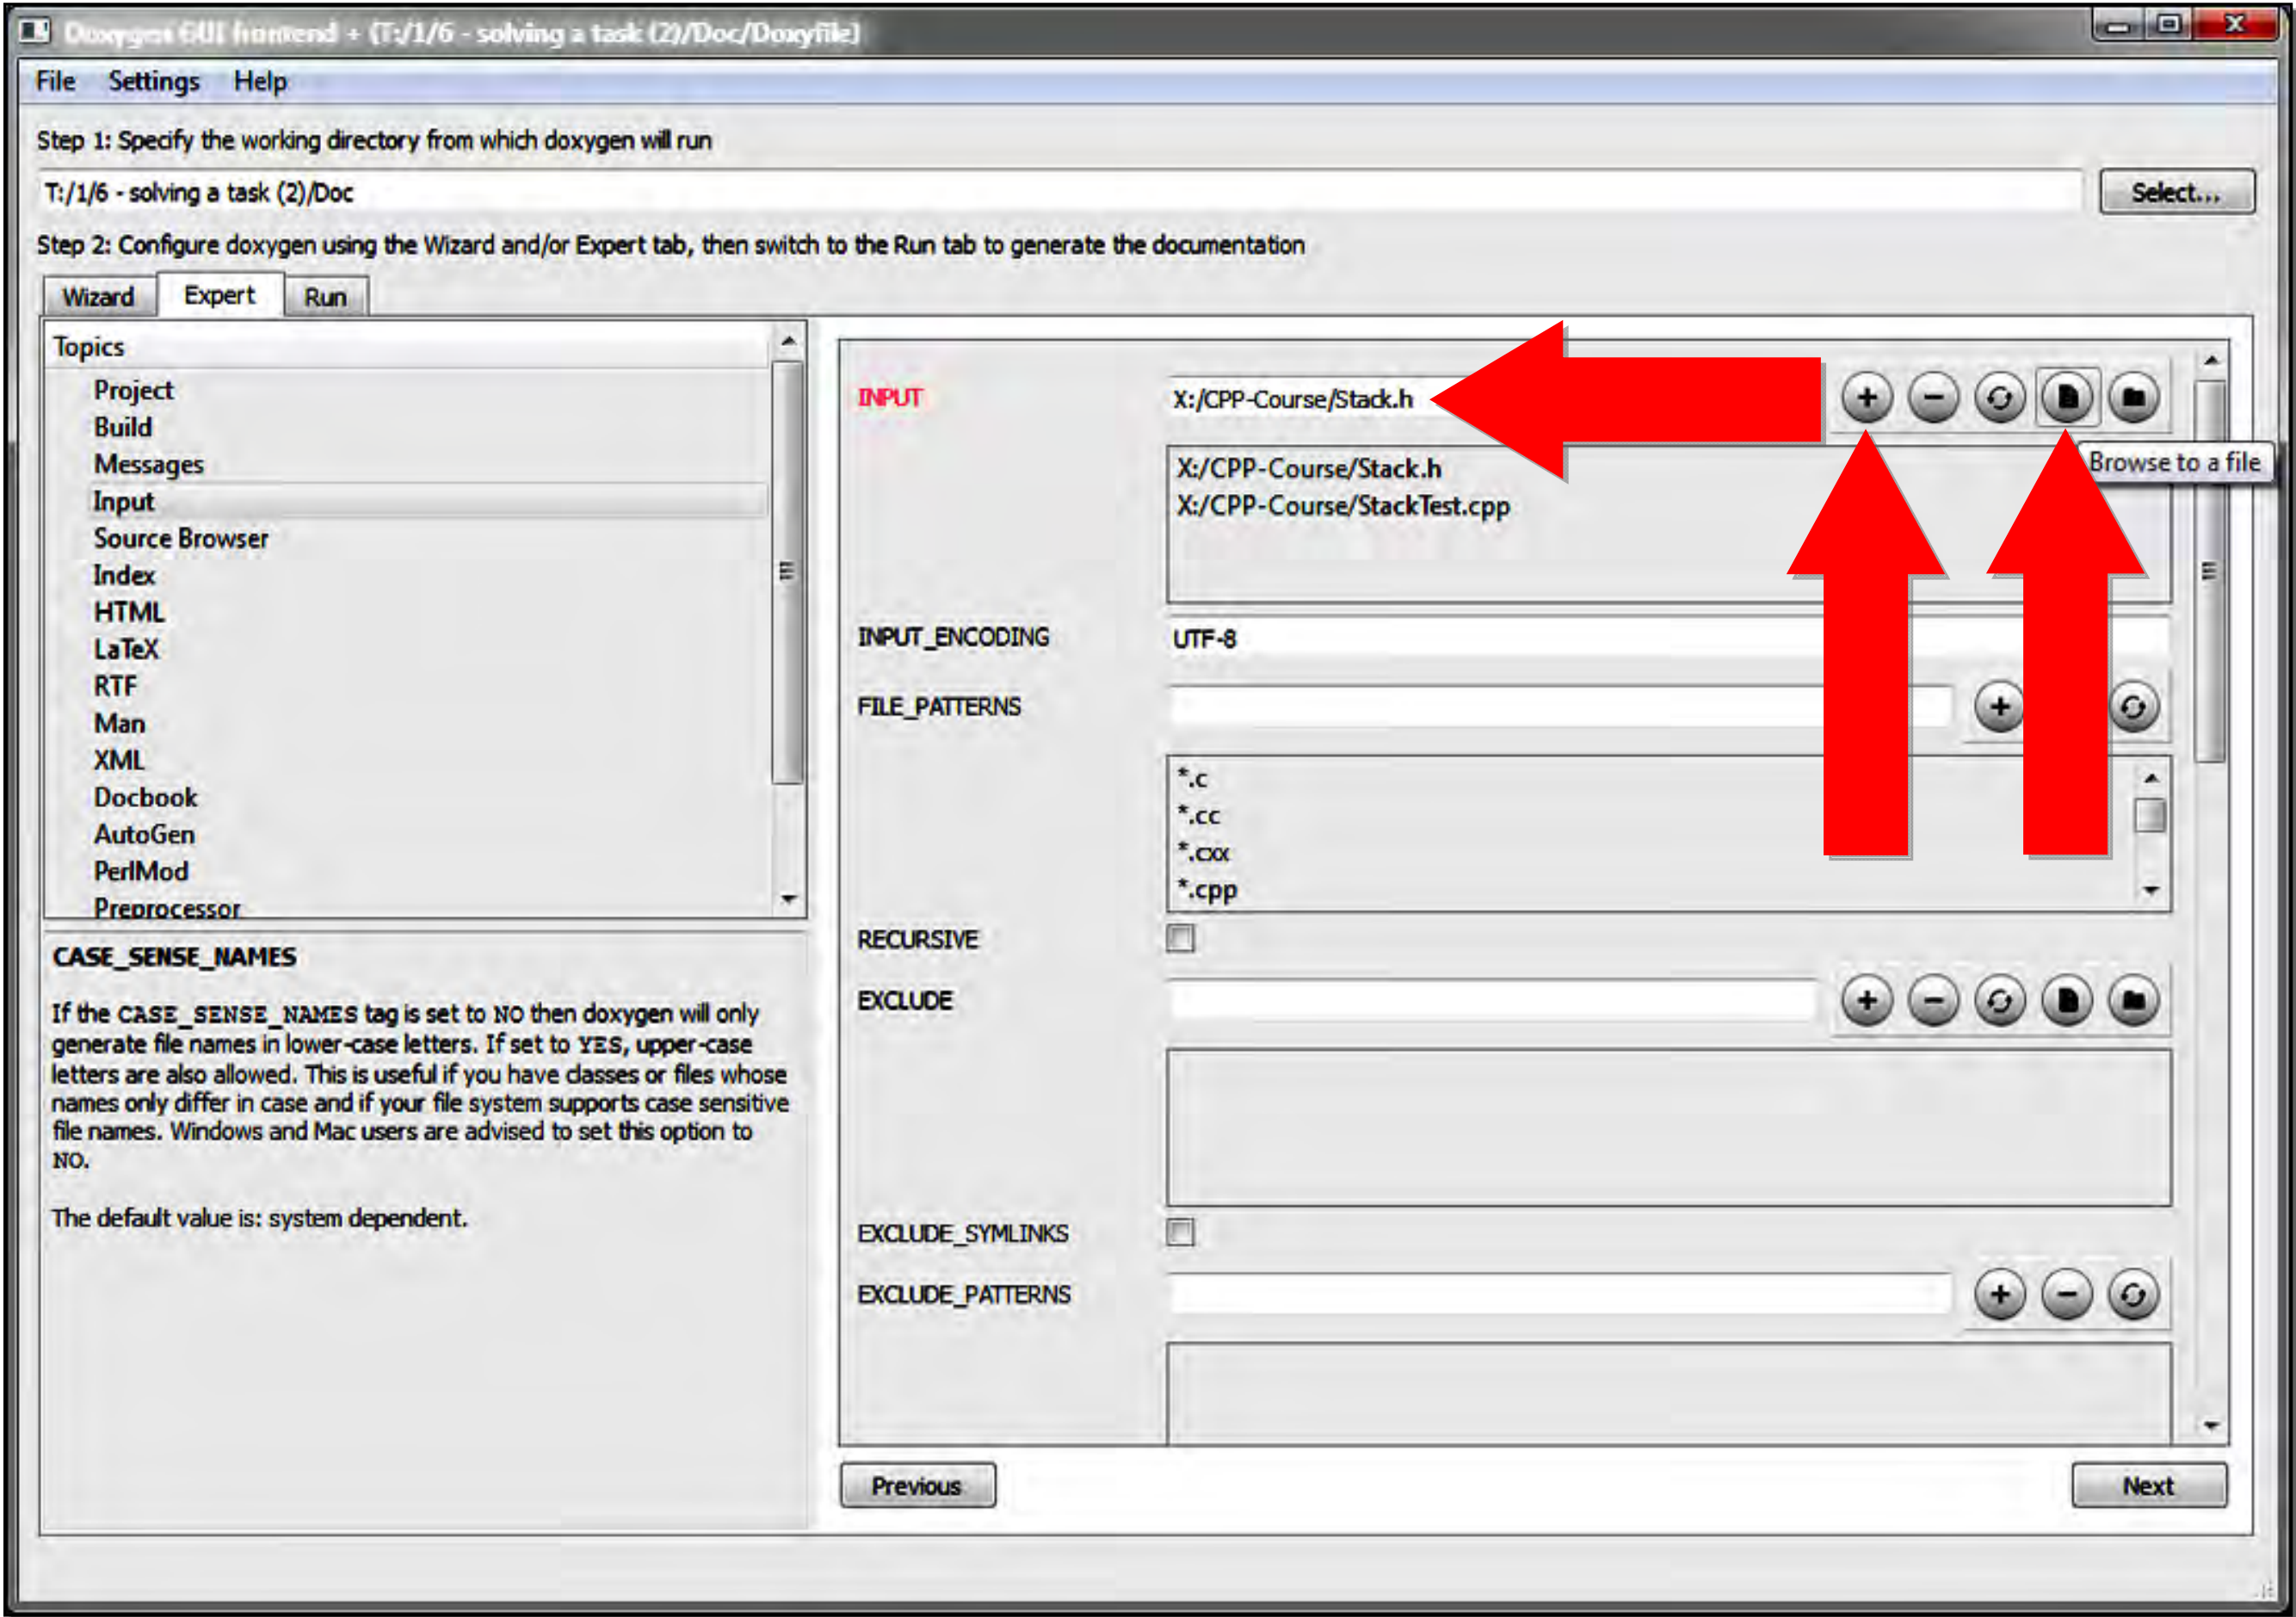 Doxygen GUI frontend + (T:/1/6 - solving a task (2)/Doc/Doxyfile)
File Settings Help
Step 1: Specify the working directory from which doxygen will run
T:/1/6 - solving a task (2)/Doc
Select...
Step 2: Configure doxygen using the Wizard and/or Expert tab, then switch to the Run tab to generate the documentation
Wizard Expert Run
Topics
Project
Build
Messages
Input
Source Browser
Index
HTML
LaTeX
RTF
Man
XML
Docbook
AutoGen
PerlMod
Preprocessor
CASE_SENSE_NAMES
If the CASE_SENSE_NAMES tag is set to NO then doxygen will only
generate file names in lower-case letters. If set to YES, upper-case
letters are also allowed. This is useful if you have classes or files whose
names only differ in case and if your file system supports case sensitive
file names. Windows and Mac users are advised to set this option to
NO.
The default value is: system dependent.
INPUT
X:/CPP-Course/Stack.h
Browse to a file
X:/CPP-Course/Stack.h
X:/CPP-Course/StackTest.cpp
INPUT_ENCODING
UTF-8
FILE_PATTERNS
*.c
*.cc
*.cxx
*.cpp
RECURSIVE
EXCLUDE
EXCLUDE_SYMLINKS
EXCLUDE_PATTERNS
Previous
Next